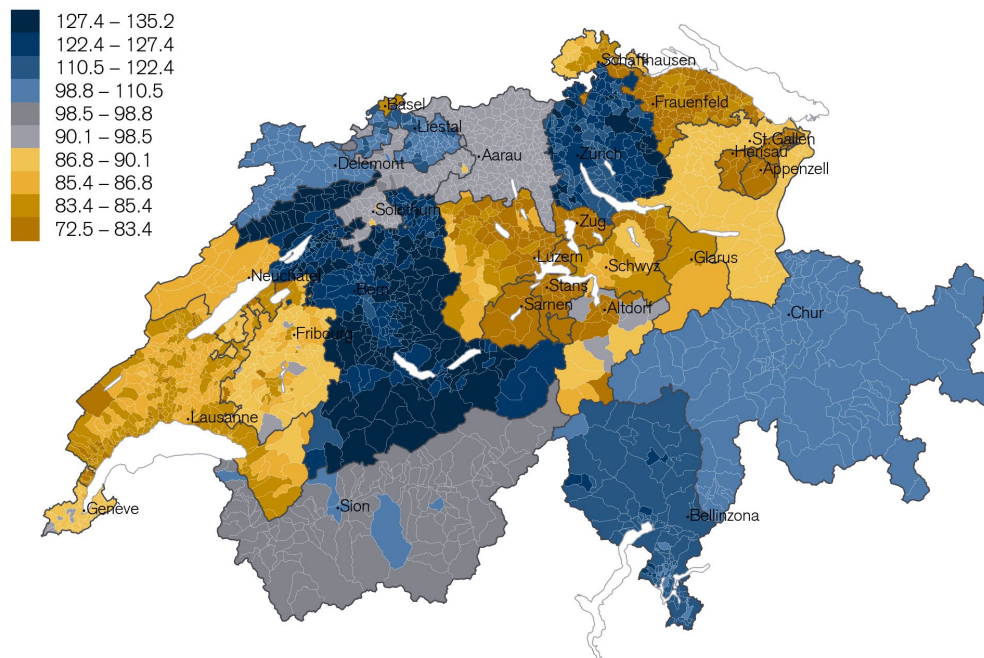 127.4 – 135.2
122.4 – 127.4
110.5 – 122.4
98.8 – 110.5
98.5 – 98.8
90.1 – 98.5
86.8 – 90.1
85.4 – 86.8
83.4 – 85.4
72.5 – 83.4
Schaffhausen
Basel
Frauenfeld
Liestal
St.Gallen
Herisau
Zürich
Aarau
Delémont
Appenzell
Solothurn
Zug
Luzern
Glarus
Schwyz
Neuchâtel
Bern
Stans
Sarnen
Altdorf
Chur
Fribourg
Lausanne
Sion
Genève
Bellinzona